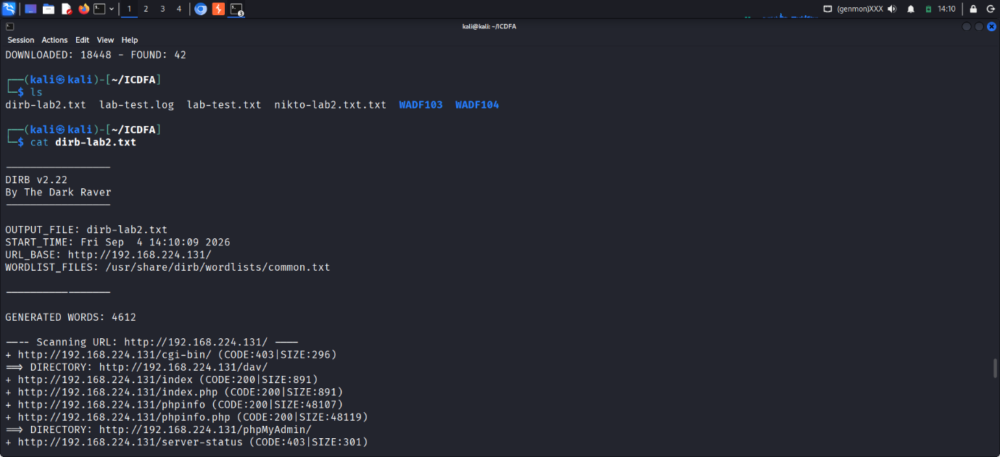 1 2 3 4 (genmon)XXX 14:10
3
kali@kali: ~/ICDFA
Session Actions Edit View Help
DOWNLOADED: 18448 - FOUND: 42
┌──(kali㉿kali)-[~/ICDFA]
└─$ ls
dirb-lab2.txt lab-test.log lab-test.txt nikto-lab2.txt.txt WADF103 WADF104
┌──(kali㉿kali)-[~/ICDFA]
└─$ cat dirb-lab2.txt
-----------------
DIRB v2.22
By The Dark Raver
-----------------
OUTPUT_FILE: dirb-lab2.txt
START_TIME: Fri Sep  4 14:10:09 2026
URL_BASE: http://192.168.224.131/
WORDLIST_FILES: /usr/share/dirb/wordlists/common.txt
-----------------
GENERATED WORDS: 4612
---- Scanning URL: http://192.168.224.131/ ----
+ http://192.168.224.131/cgi-bin/ (CODE:403|SIZE:296)
==> DIRECTORY: http://192.168.224.131/dav/
+ http://192.168.224.131/index (CODE:200|SIZE:891)
+ http://192.168.224.131/index.php (CODE:200|SIZE:891)
+ http://192.168.224.131/phpinfo (CODE:200|SIZE:48107)
+ http://192.168.224.131/phpinfo.php (CODE:200|SIZE:48119)
==> DIRECTORY: http://192.168.224.131/phpMyAdmin/
+ http://192.168.224.131/server-status (CODE:403|SIZE:301)